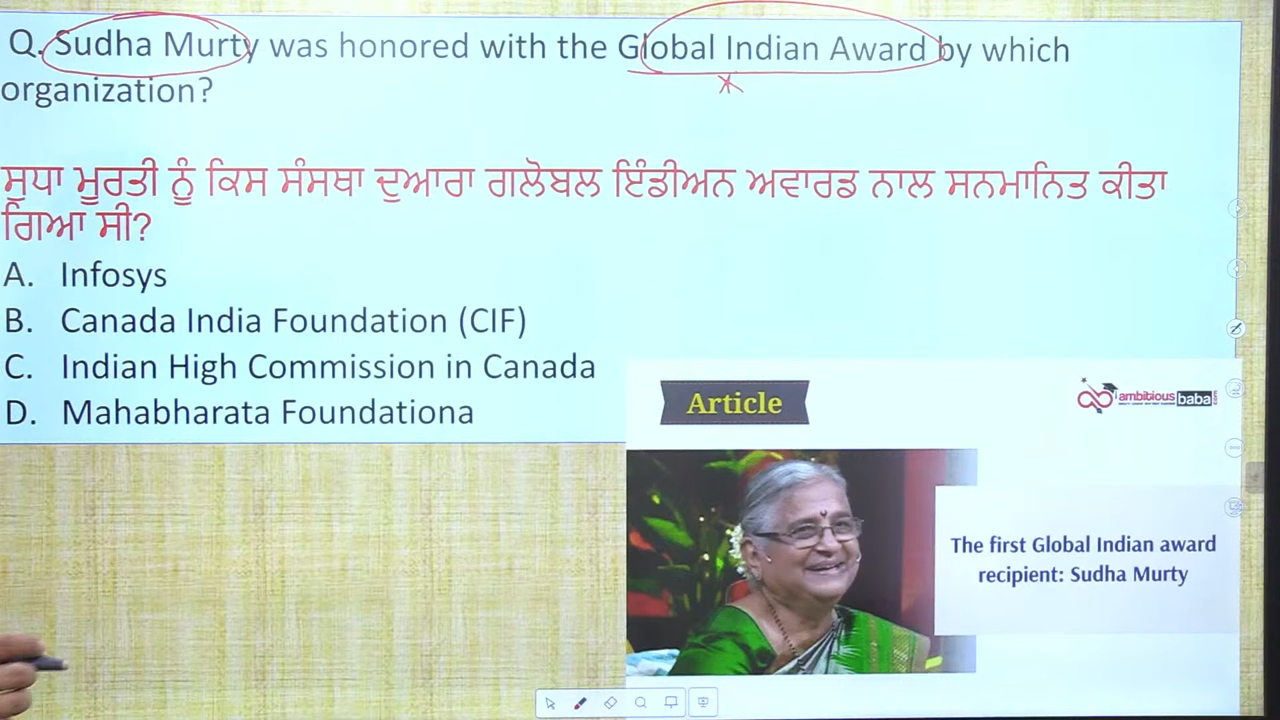 Q. Sudha Murty was honored with the Global Indian Award by which
organization?
ਸੁਧਾ ਮੂਰਤੀ ਨੂੰ ਕਿਸ ਸੰਸਥਾ ਦੁਆਰਾ ਗਲੋਬਲ ਇੰਡੀਅਨ ਅਵਾਰਡ ਨਾਲ ਸਨਮਾਨਿਤ ਕੀਤਾ
ਗਿਆ ਸੀ?
A. Infosys
B. Canada India Foundation (CIF)
C. Indian High Commission in Canada
D. Mahabharata Foundationa
Article
ambitiousbaba
The first Global Indian award
recipient: Sudha Murty